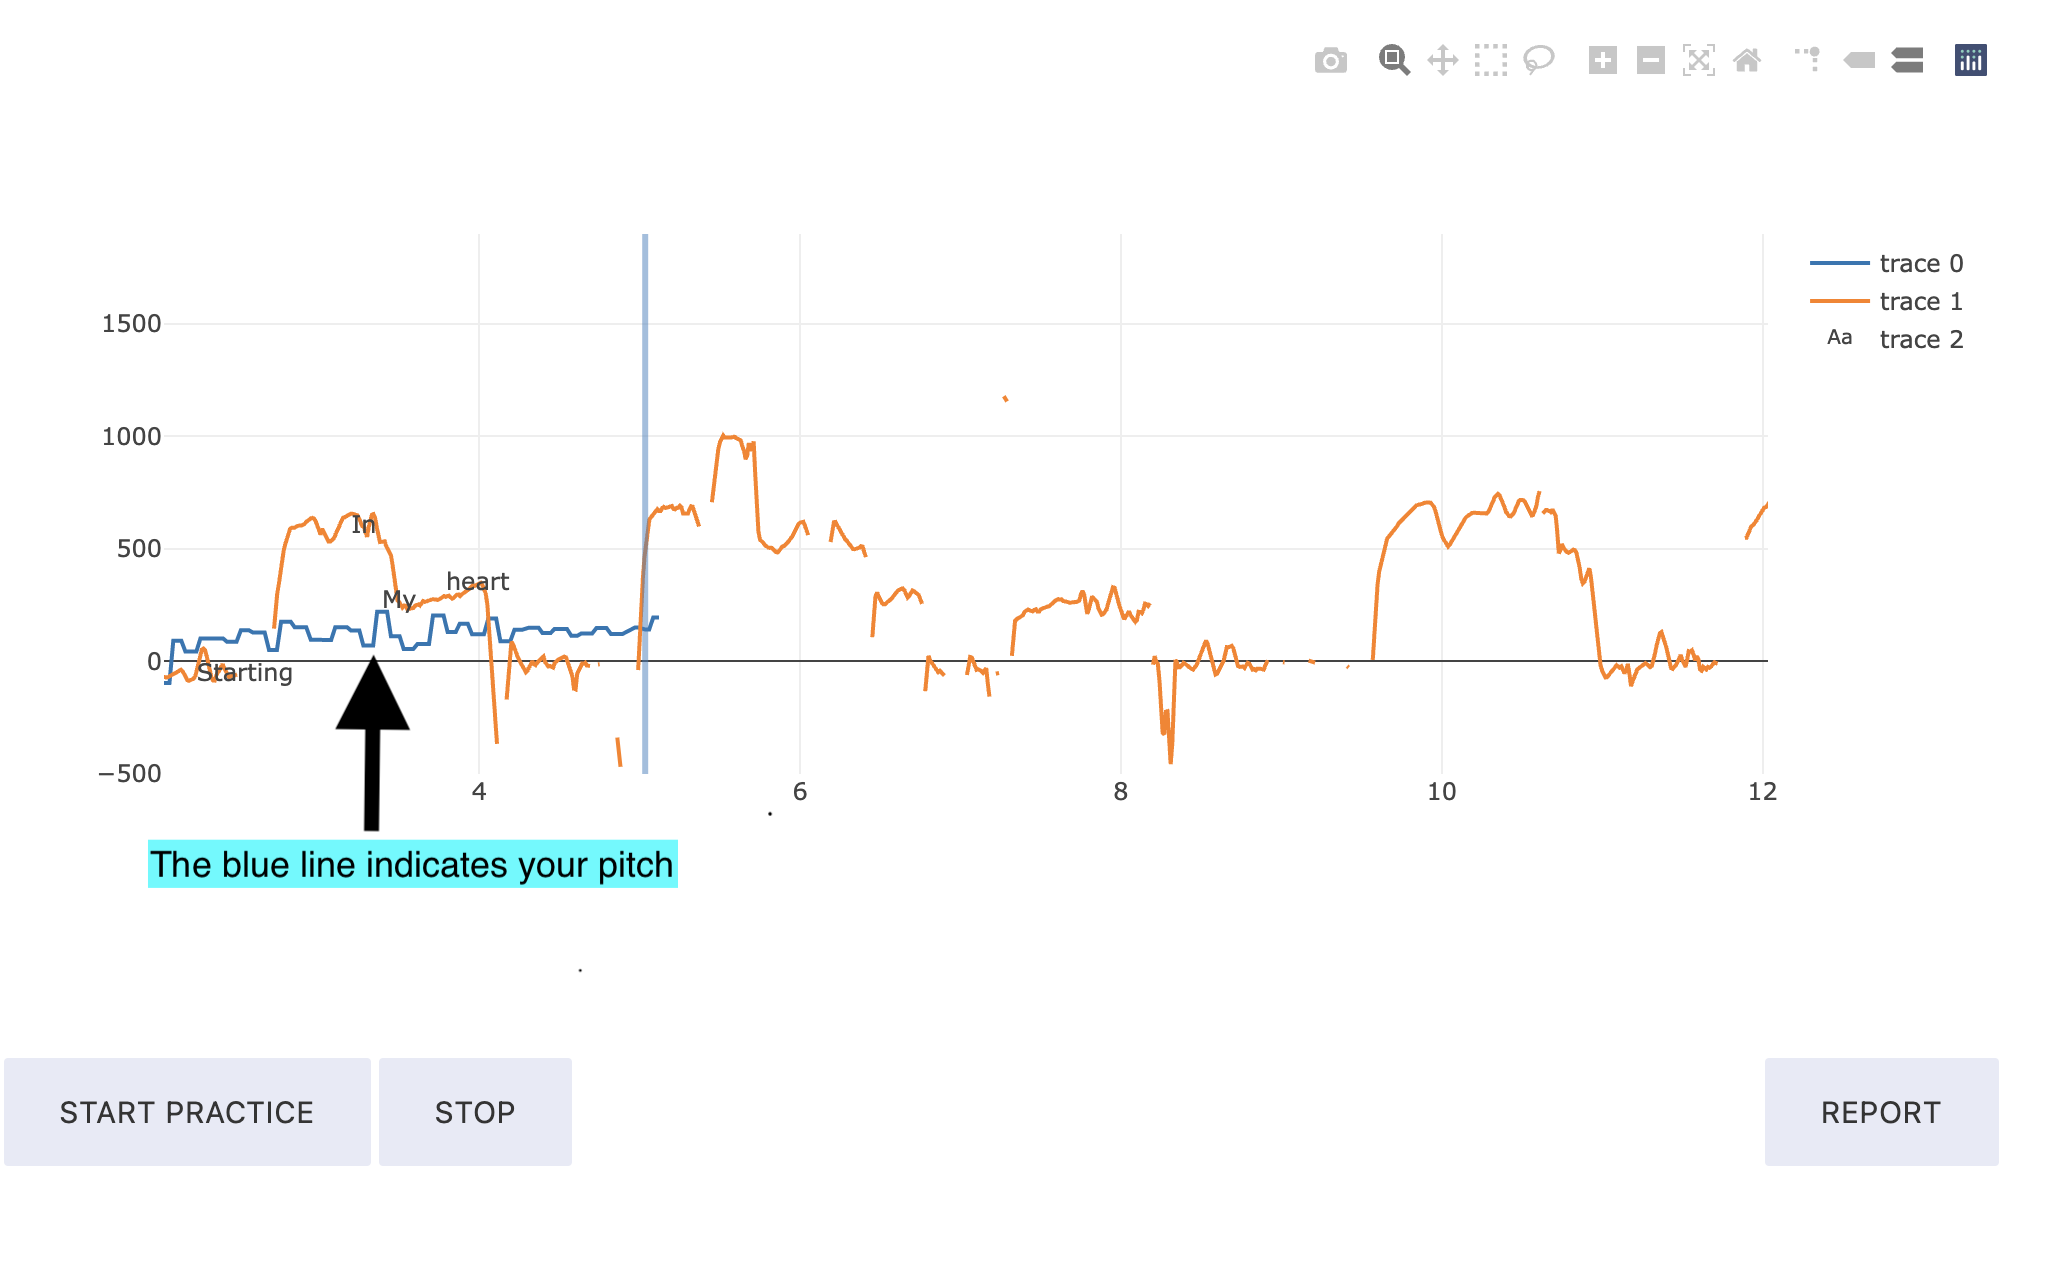 trace 0
trace 1
Aa trace 2
1500
1000
500
0
−500
In
heart
My
Starting
4 6 8 10 12
The blue line indicates your pitch
START PRACTICE STOP REPORT